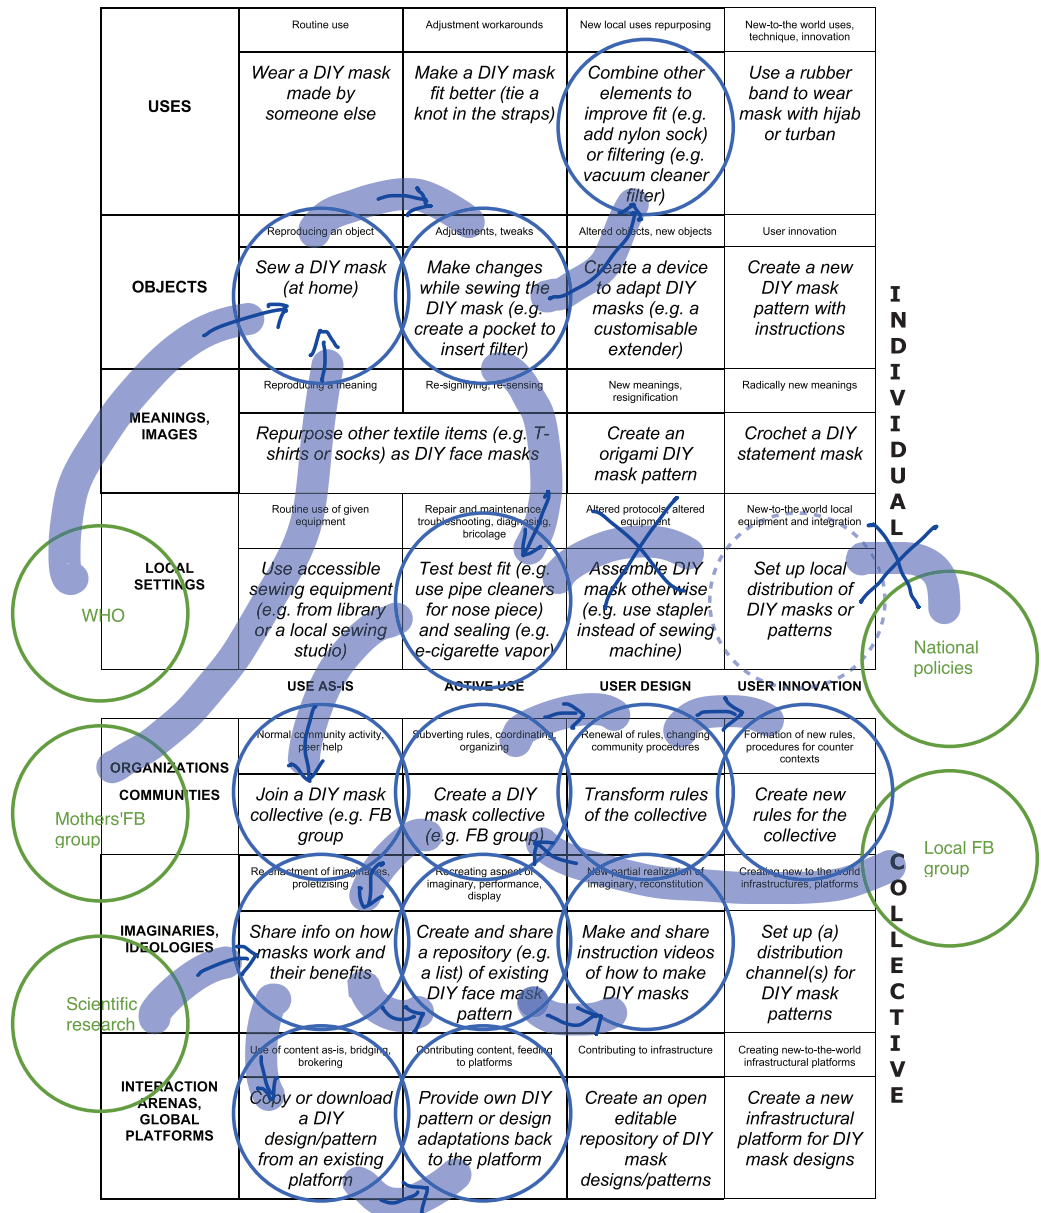 Routine use
Adjustment workarounds
New local uses repurposing
New-to-the world uses,
technique, innovation
USES
Wear a DIY mask
made by
someone else
Make a DIY mask
fit better (tie a
knot in the straps)
Combine other
elements to
improve fit (e.g.
add nylon sock)
or filtering (e.g.
vacuum cleaner
filter)
Use a rubber
band to wear
mask with hijab
or turban
Reproducing an object
Adjustments, tweaks
Altered objects, new objects
User innovation
OBJECTS
Sew a DIY mask
(at home)
Make changes
while sewing the
DIY mask (e.g.
create a pocket to
insert filter)
Create a device
to adapt DIY
masks (e.g. a
customisable
extender)
Create a new
DIY mask
pattern with
instructions
Reproducing a meaning
Re-signifying, re-sensing
New meanings,
resignification
Radically new meanings
MEANINGS,
IMAGES
Repurpose other textile items (e.g. T-
shirts or socks) as DIY face masks
Create an
origami DIY
mask pattern
Crochet a DIY
statement mask
Routine use of given
equipment
Repair and maintenance,
troubleshooting, diagnosing,
bricolage
Altered protocols, altered
equipment
New-to-the world local
equipment and integration
LOCAL
SETTINGS
Use accessible
sewing equipment
(e.g. from library
or a local sewing
studio)
Test best fit (e.g.
use pipe cleaners
for nose piece)
and sealing (e.g.
e-cigarette vapor)
Assemble DIY
mask otherwise
(e.g. use stapler
instead of sewing
machine)
Set up local
distribution of
DIY masks or
patterns
INDIVIDUAL
WHO
National
policies
USE AS-IS
ACTIVE USE
USER DESIGN
USER INNOVATION
Normal community activity,
peer help
Subverting rules, coordinating,
organizing
Renewal of rules, changing
community procedures
Formation of new rules,
procedures for counter
contexts
ORGANIZATIONS
COMMUNITIES
Join a DIY mask
collective (e.g. FB
group
Create a DIY
mask collective
(e.g. FB group)
Transform rules
of the collective
Create new
rules for the
collective
Mothers'FB
group
Local FB
group
Re-enactment of imaginaries,
proletizising
Recreating aspect of
imaginary, performance,
display
New partial realization of
imaginary, reconstitution
Creating new to the world
infrastructures, platforms
IMAGINARIES,
IDEOLOGIES,
Share info on how
masks work and
their benefits
Create and share
a repository (e.g.
a list) of existing
DIY face mask
pattern
Make and share
instruction videos
of how to make
DIY masks
Set up (a)
distribution
channel(s) for
DIY mask
patterns
COLLECTIVE
Scientific
research
Use of content as-is, bridging,
brokering
Contributing content, feeding
to platforms
Contributing to infrastructure
Creating new-to-the-world
infrastructural platforms
INTERACTION
ARENAS,
GLOBAL
PLATFORMS
Copy or download
a DIY
design/pattern
from an existing
platform
Provide own DIY
pattern or design
adaptations back
to the platform
Create an open
editable
repository of DIY
mask
designs/patterns
Create a new
infrastructural
platform for DIY
mask designs